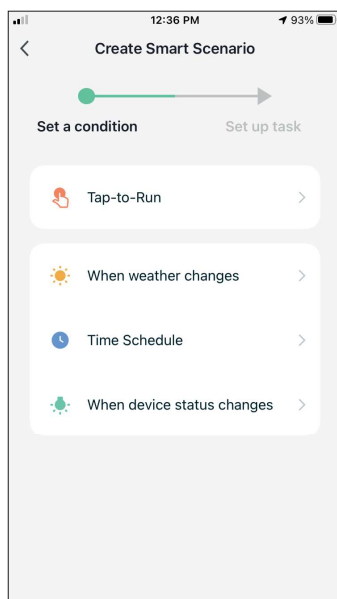 12:36 PM 93%
Create Smart Scenario
Set a condition Set up task
Tap-to-Run
When weather changes
Time Schedule
When device status changes